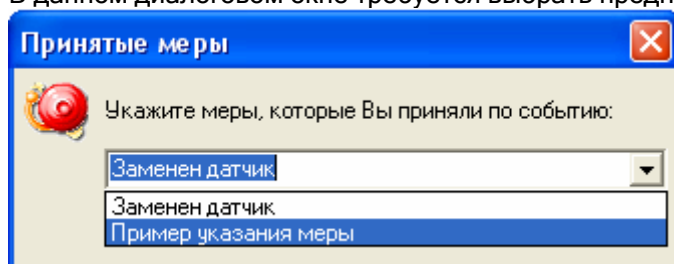 В данном диалоговом окне требуется выбрать
Принятые меры
Укажите меры, которые Вы приняли по событию:
Заменен датчик
Заменен датчик
Пример указания меры